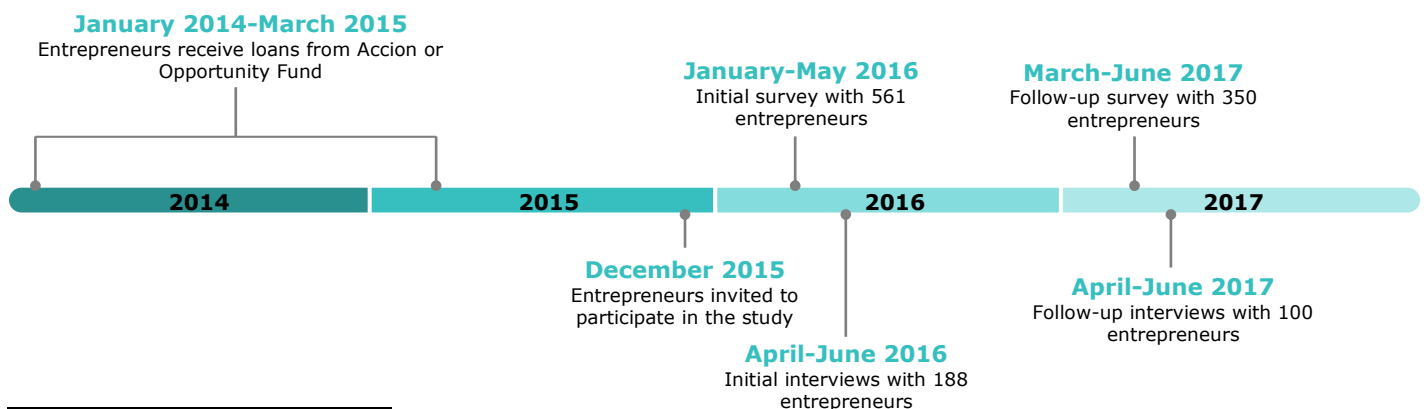 January 2014-March 2015
Entrepreneurs receive loans from Accion or
Opportunity Fund
January-May 2016
Initial survey with 561
entrepreneurs
March-June 2017
Follow-up survey with 350
entrepreneurs
2014
2015
2016
2017
December 2015
Entrepreneurs invited to
participate in the study
April-June 2016
Initial interviews with 188
entrepreneurs
April-June 2017
Follow-up interviews with 100
entrepreneurs